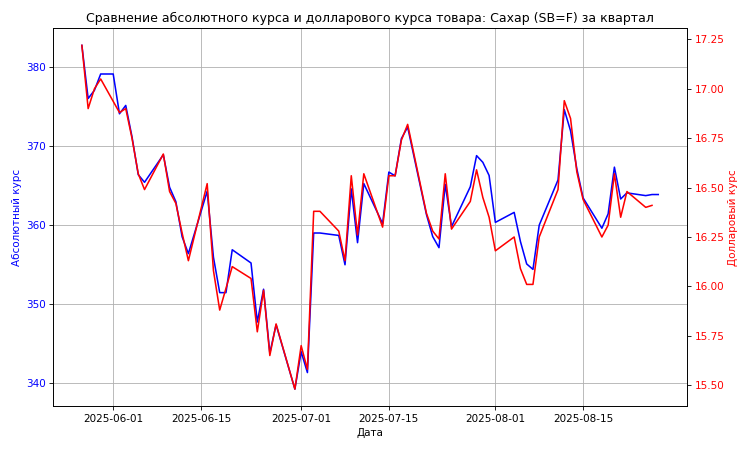 Сравнение абсолютного курса и долларового курса товара: Сахар (SB=F) за квартал
380
370
360
350
340
Абсолютный курс
17.25
17.00
16.75
16.50
16.25
16.00
15.75
15.50
Долларовый курс
2025-06-01 2025-06-15 2025-07-01 2025-07-15 2025-08-01 2025-08-15
Дата